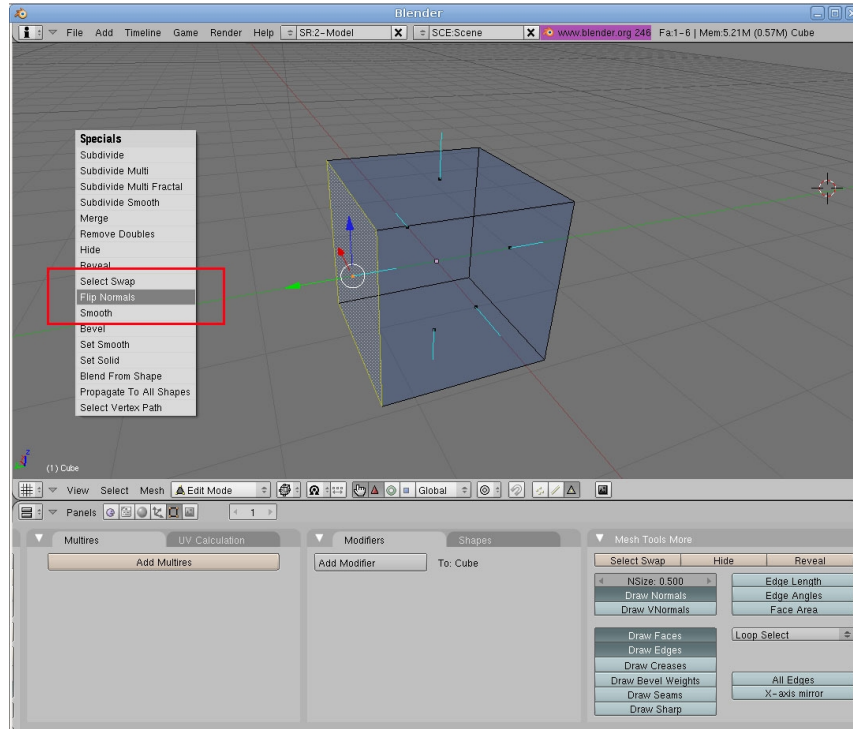 Blender
File Add Timeline Game Render Help SR:2-Model X SCE:Scene X www.blender.org 246 Fa:1-6 | Mem:5.21M (0.57M) Cube
Specials
Subdivide
Subdivide Multi
Subdivide Multi Fractal
Subdivide Smooth
Merge
Remove Doubles
Hide
Reveal
Select Swap
Flip Normals
Smooth
Bevel
Set Smooth
Set Solid
Blend From Shape
Propagate To All Shapes
Select Vertex Path
z
(1) Cube
View Select Mesh Edit Mode Global
Panels 1
Multires UV Calculation Modifiers Shapes Mesh Tools More
Add Multires Add Modifier To: Cube Select Swap Hide Reveal
NSize: 0.500 Edge Length
Draw Normals Edge Angles
Draw VNormals Face Area
Draw Faces Loop Select
Draw Edges
Draw Creases
Draw Bevel Weights All Edges
Draw Seams X-axis mirror
Draw Sharp